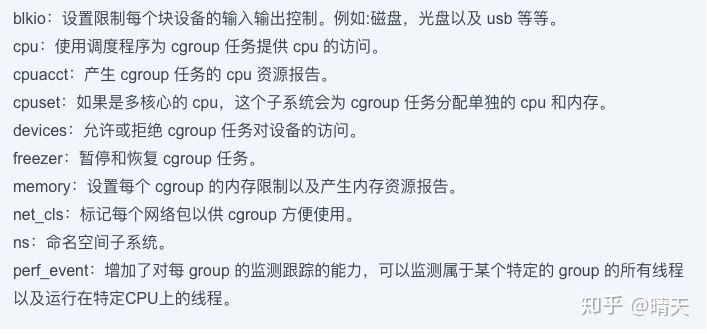 blkio：设置限制每个块设备的输入输出控制。例如:磁盘，光盘以及 usb 等等。
cpu：使用调度程序为 cgroup 任务提供 cpu 的访问。
cpuacct：产生 cgroup 任务的 cpu 资源报告。
cpuset：如果是多核心的 cpu，这个子系统会为 cgroup 任务分配单独的 cpu 和内存。
devices：允许或拒绝 cgroup 任务对设备的访问。
freezer：暂停和恢复 cgroup 任务。
memory：设置每个 cgroup 的内存限制以及产生内存资源报告。
net_cls：标记每个网络包以供 cgroup 方便使用。
ns：命名空间子系统。
perf_event：增加了对每 group 的监测跟踪的能力，可以监测属于某个特定的 group 的所有线程
以及运行在特定CPU上的线程。
知乎 @晴天